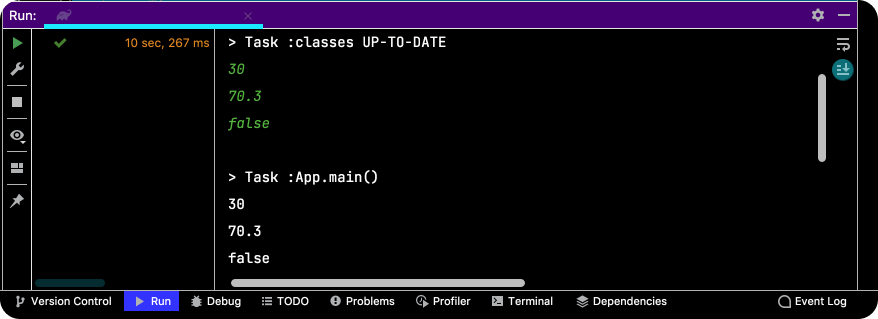 Run:
10 sec, 267 ms
> Task :classes UP-TO-DATE
30
70.3
false
> Task :App.main()
30
70.3
false
Version Control Run Debug TODO Problems Profiler Terminal Dependencies Event Log